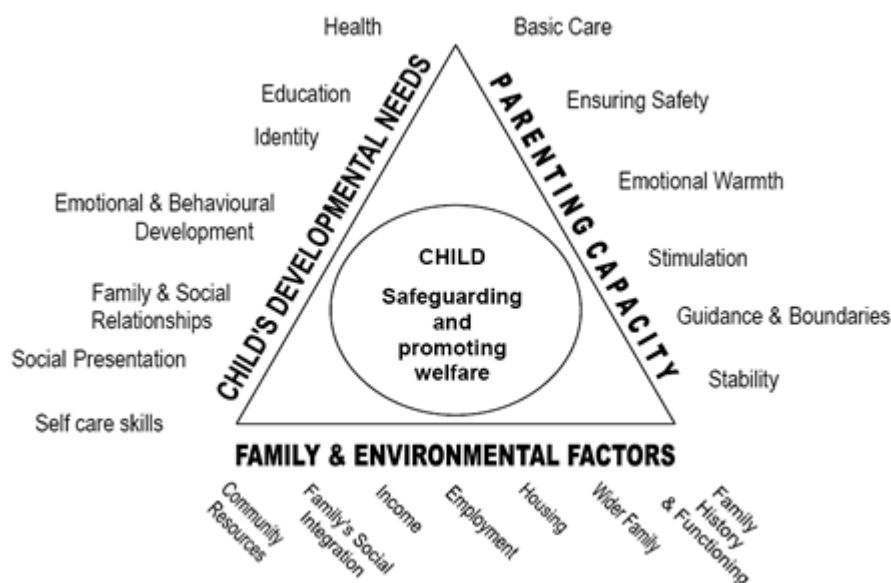 Health
Basic Care
Education
Ensuring Safety
Identity
Emotional Warmth
Emotional & Behavioural
Development
Stimulation
Family & Social
Relationships
Guidance & Boundaries
Social Presentation
Stability
Self care skills
CHILD'S DEVELOPMENTAL NEEDS
PARENTING CAPACITY
CHILD
Safeguarding
and
promoting
welfare
FAMILY & ENVIRONMENTAL FACTORS
Community
Resources
Family's Social
Integration
Income
Employment
Housing
Wider Family
Family
History
& Functioning